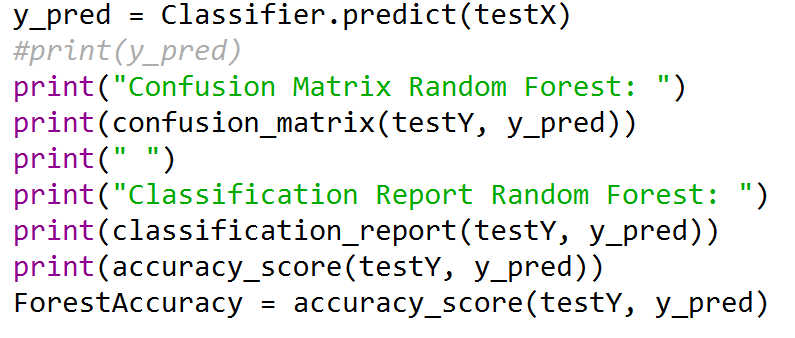 y_pred = Classifier.predict(testX)
#print(y_pred)
print("Confusion Matrix Random Forest: ")
print(confusion_matrix(testY, y_pred))
print(" ")
print("Classification Report Random Forest: ")
print(classification_report(testY, y_pred))
print(accuracy_score(testY, y_pred))
ForestAccuracy = accuracy_score(testY, y_pred)